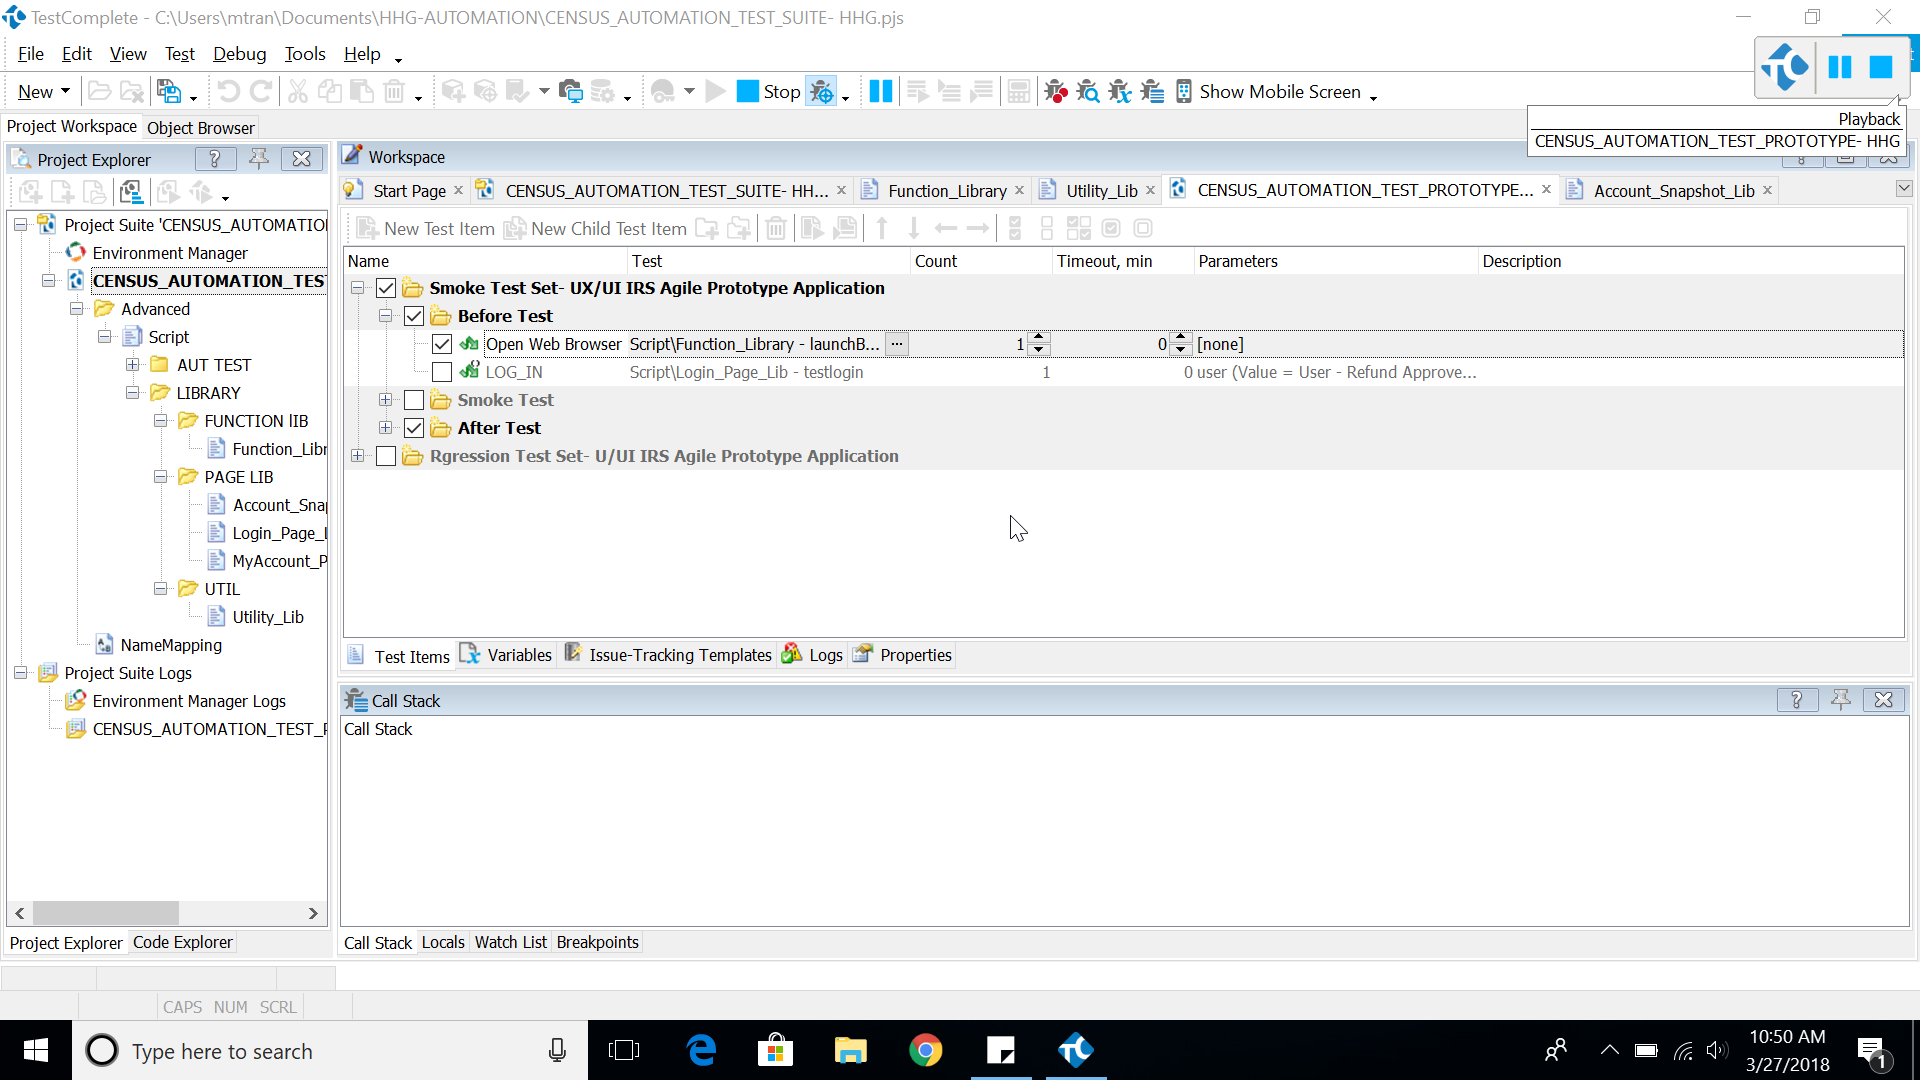 TestComplete - C:\Users\mtran\Documents\HHG-AUTOMATION\CENSUS_AUTOMATION_TEST_SUITE- HHG.pjs
File Edit View Test Debug Tools Help
New Stop Show Mobile Screen
Playback
CENSUS_AUTOMATION_TEST_PROTOTYPE- HHG
Project Workspace Object Browser
Project Explorer
Workspace
Start Page CENSUS_AUTOMATION_TEST_SUITE- HH... Function_Library Utility_Lib CENSUS_AUTOMATION_TEST_PROTOTYPE... Account_Snapshot_Lib
New Test Item New Child Test Item
Name Test Count Timeout, min Parameters Description
Smoke Test Set- UX/UI IRS Agile Prototype Application
Before Test
Open Web Browser Script\Function_Library - launchB... ... 1 0 [none]
LOG_IN Script\Login_Page_Lib - testlogin 1 0 user (Value = User - Refund Approve...
Smoke Test
After Test
Rgression Test Set- U/UI IRS Agile Prototype Application
Project Suite 'CENSUS_AUTOMATIO
Environment Manager
CENSUS_AUTOMATION_TES
Advanced
Script
AUT TEST
LIBRARY
FUNCTION lIB
Function_Libr
PAGE LIB
Account_Snap
Login_Page_L
MyAccount_P
UTIL
Utility_Lib
NameMapping
Project Suite Logs
Environment Manager Logs
CENSUS_AUTOMATION_TEST_P
Test Items Variables Issue-Tracking Templates Logs Properties
Call Stack
Call Stack
Project Explorer Code Explorer
Call Stack Locals Watch List Breakpoints
CAPS NUM SCRL
Type here to search
10:50 AM
3/27/2018
1